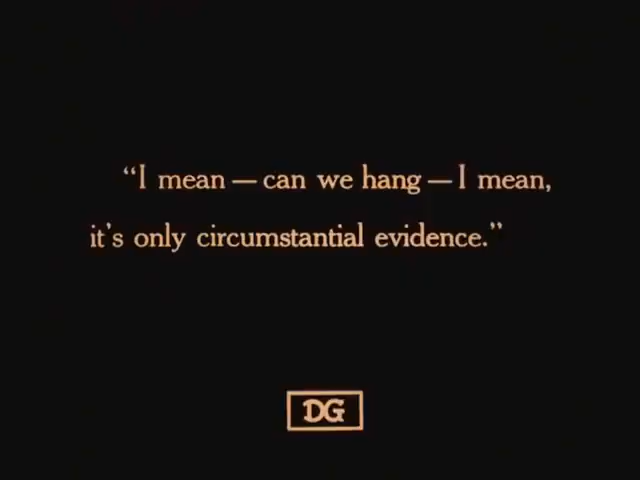 “I mean — can we hang — I mean,
it's only circumstantial evidence.”
DG